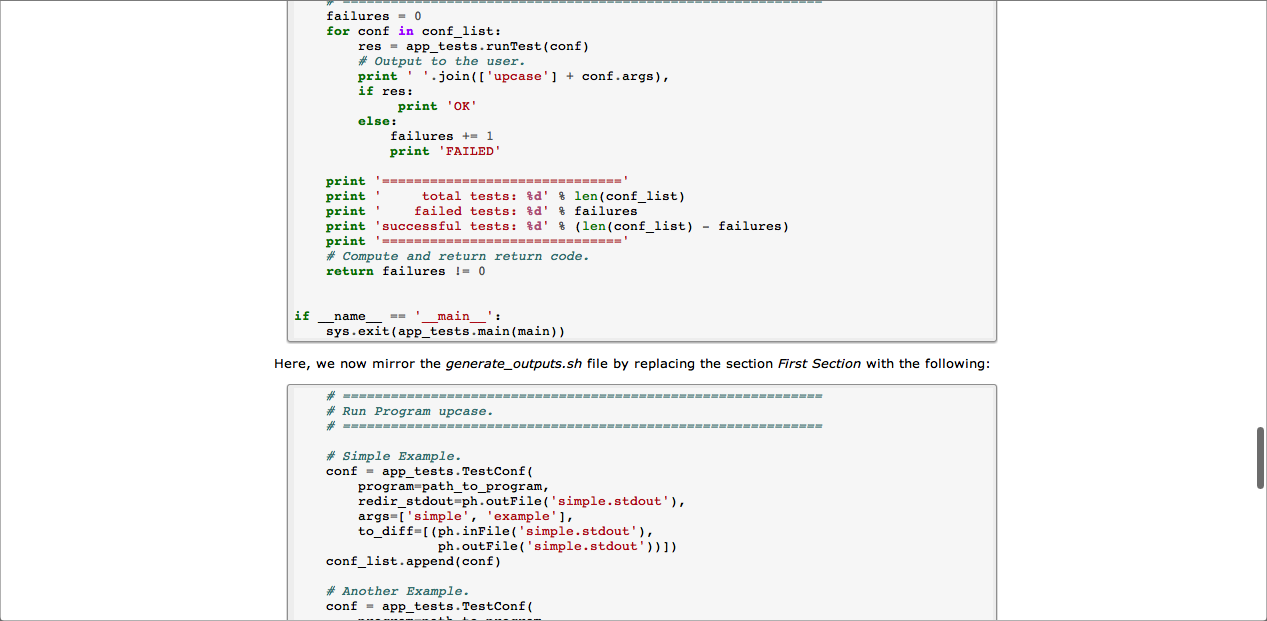 # ============================================================
failures = 0
for conf in conf_list:
res = app_tests.runTest(conf)
# Output to the user.
print ' '.join(['upcase'] + conf.args),
if res:
print 'OK'
else:
failures += 1
print 'FAILED'
print '=============================='
print '     total tests: %d' % len(conf_list)
print '    failed tests: %d' % failures
print 'successful tests: %d' % (len(conf_list) - failures)
print '=============================='
# Compute and return return code.
return failures != 0
if __name__ == '__main__':
sys.exit(app_tests.main(main))
Here, we now mirror the generate_outputs.sh file by replacing the section First Section with the following:
# ============================================================
# Run Program upcase.
# ============================================================
# Simple Example.
conf = app_tests.TestConf(
program=path_to_program,
redir_stdout=ph.outFile('simple.stdout'),
args=['simple', 'example'],
to_diff=[(ph.inFile('simple.stdout'),
ph.outFile('simple.stdout'))])
conf_list.append(conf)
# Another Example.
conf = app_tests.TestConf(
program=path_to_program